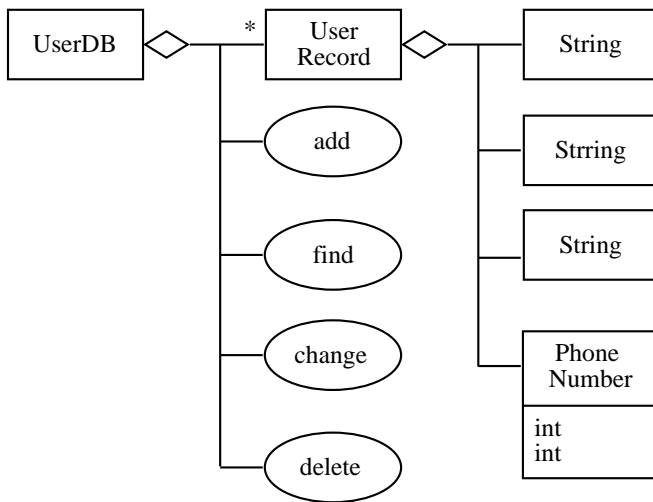 UserDB
*
User
Record
String
add
Strring
find
String
change
Phone
Number
int
int
delete